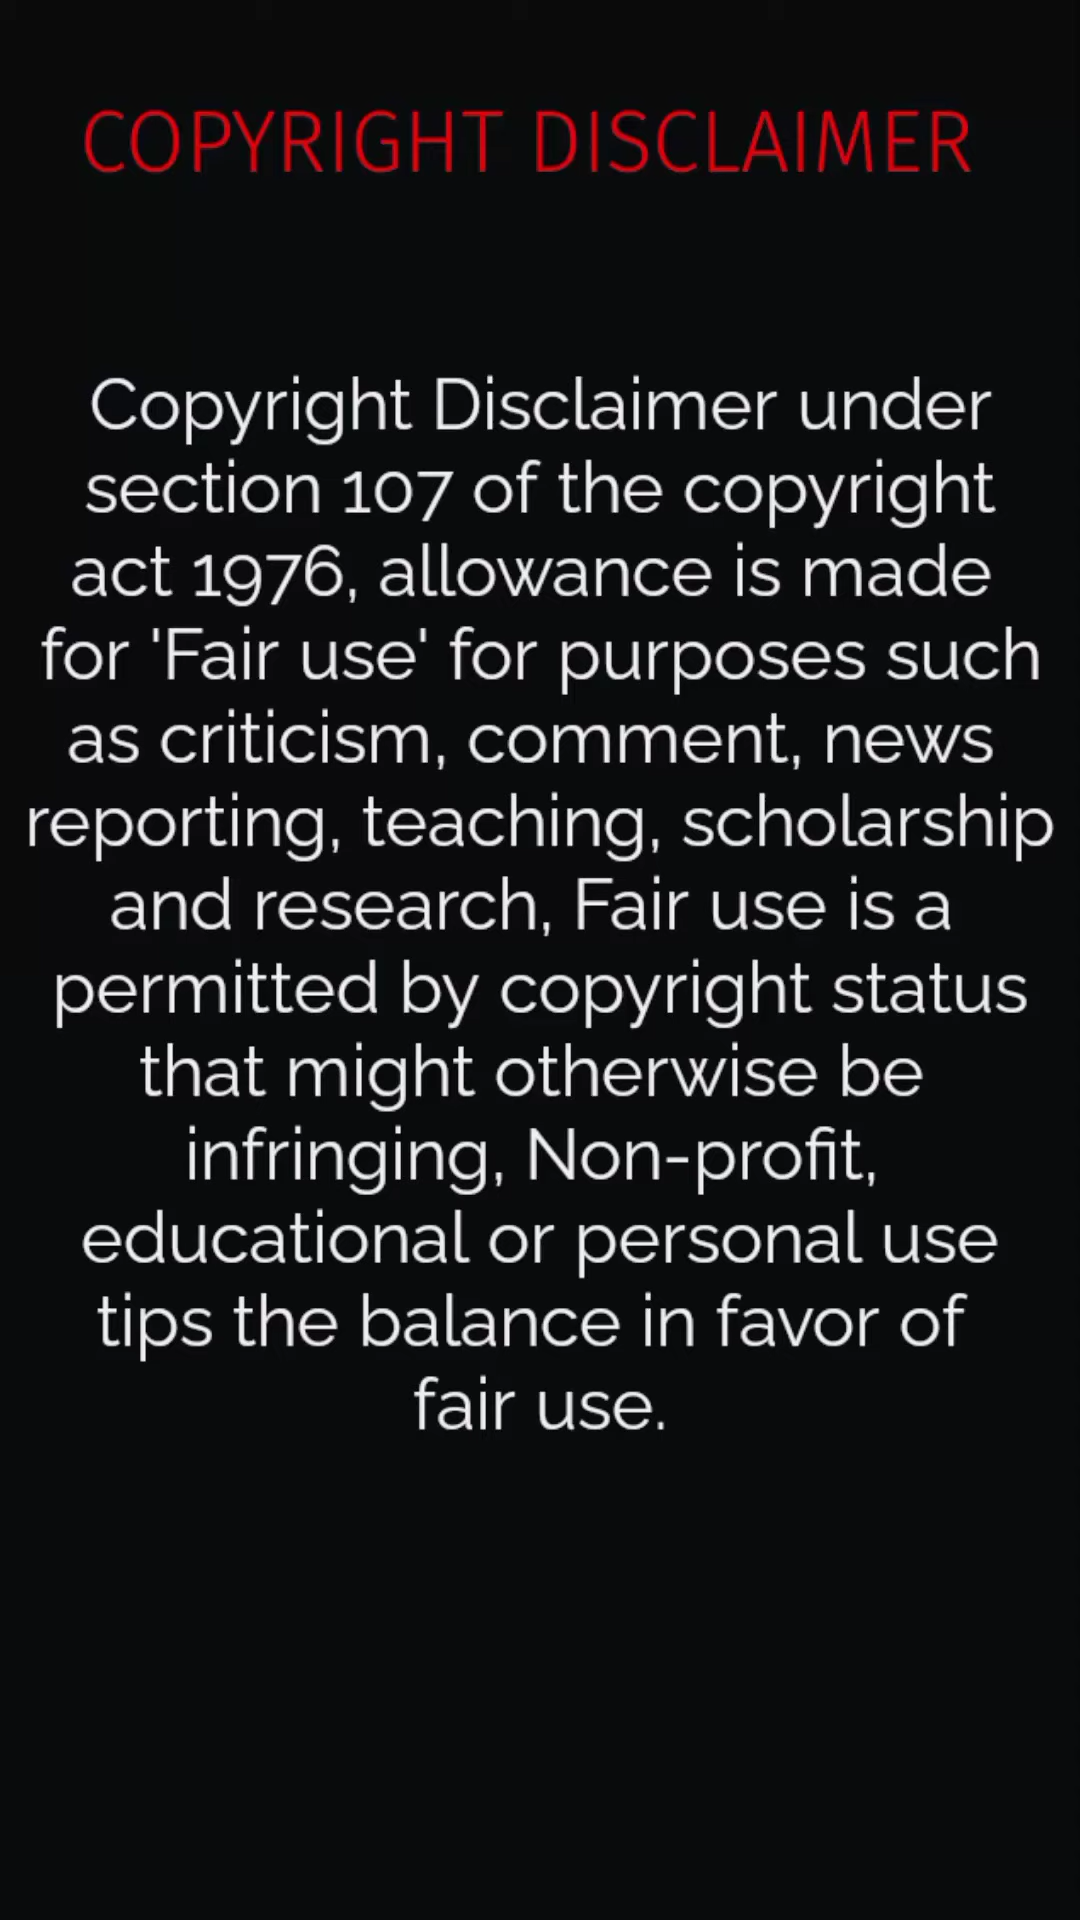 COPYRIGHT DISCLAIMER
Copyright Disclaimer under
section 107 of the copyright
act 1976, allowance is made
for 'Fair use' for purposes such
as criticism, comment, news
reporting, teaching, scholarship
and research, Fair use is a
permitted by copyright status
that might otherwise be
infringing, Non-profit,
educational or personal use
tips the balance in favor of
fair use.